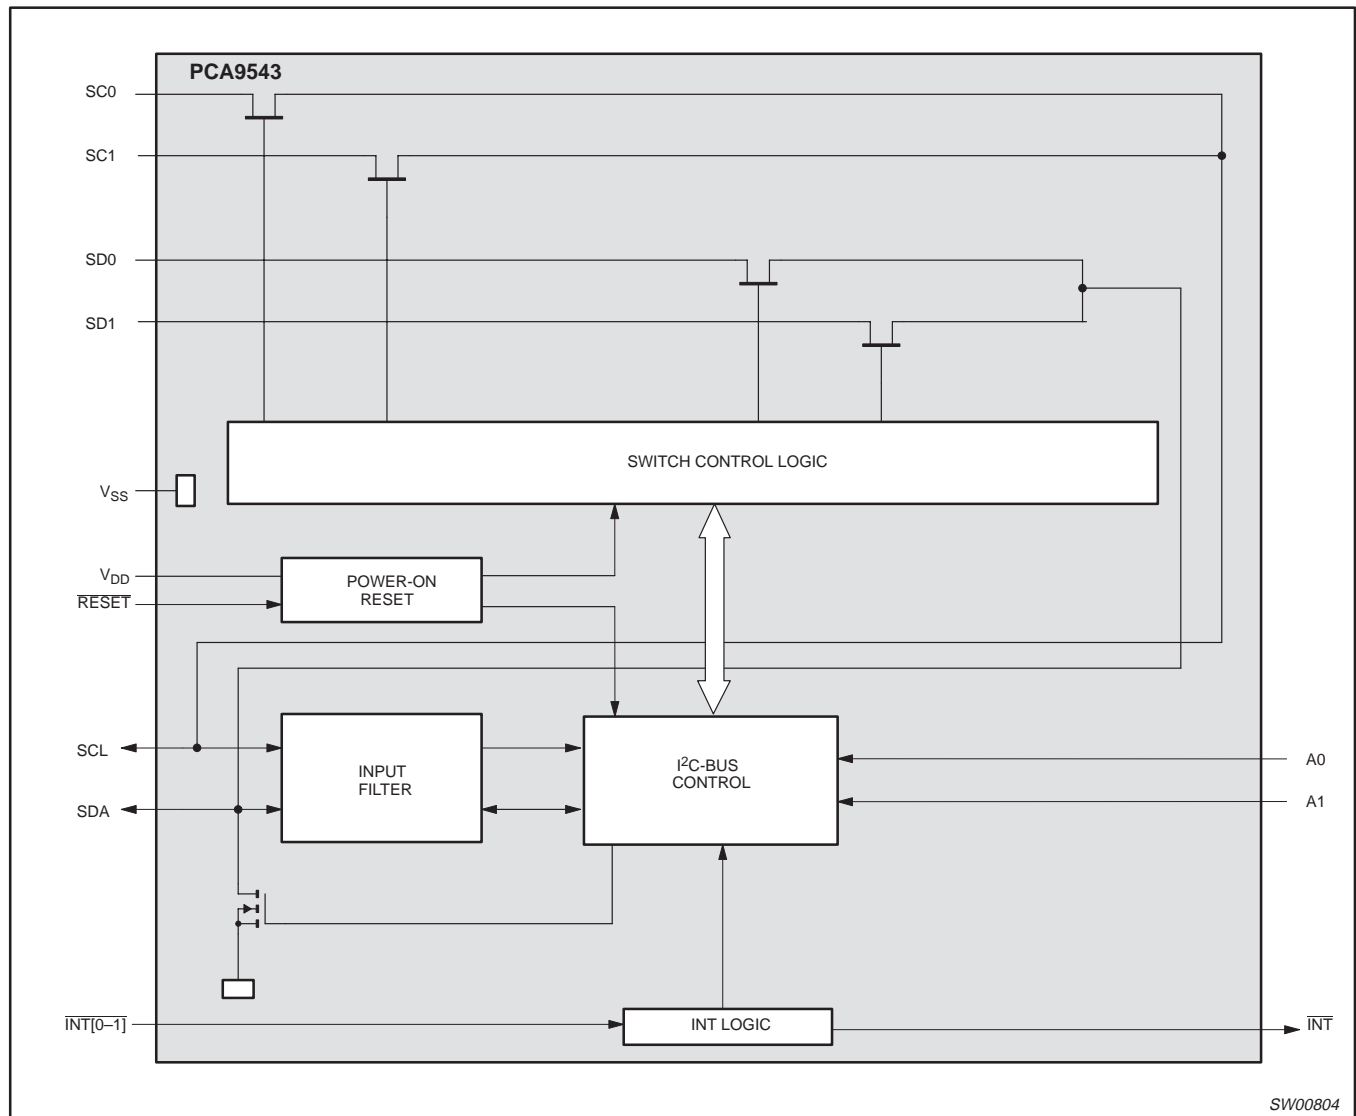 PCA9543
SC0
SC1
SD0
SD1
SWITCH CONTROL LOGIC
VSS
VDD
RESET
POWER-ON
RESET
SCL
SDA
INPUT
FILTER
I²C-BUS
CONTROL
A0
A1
INT[0–1]
INT LOGIC
INT
SW00804